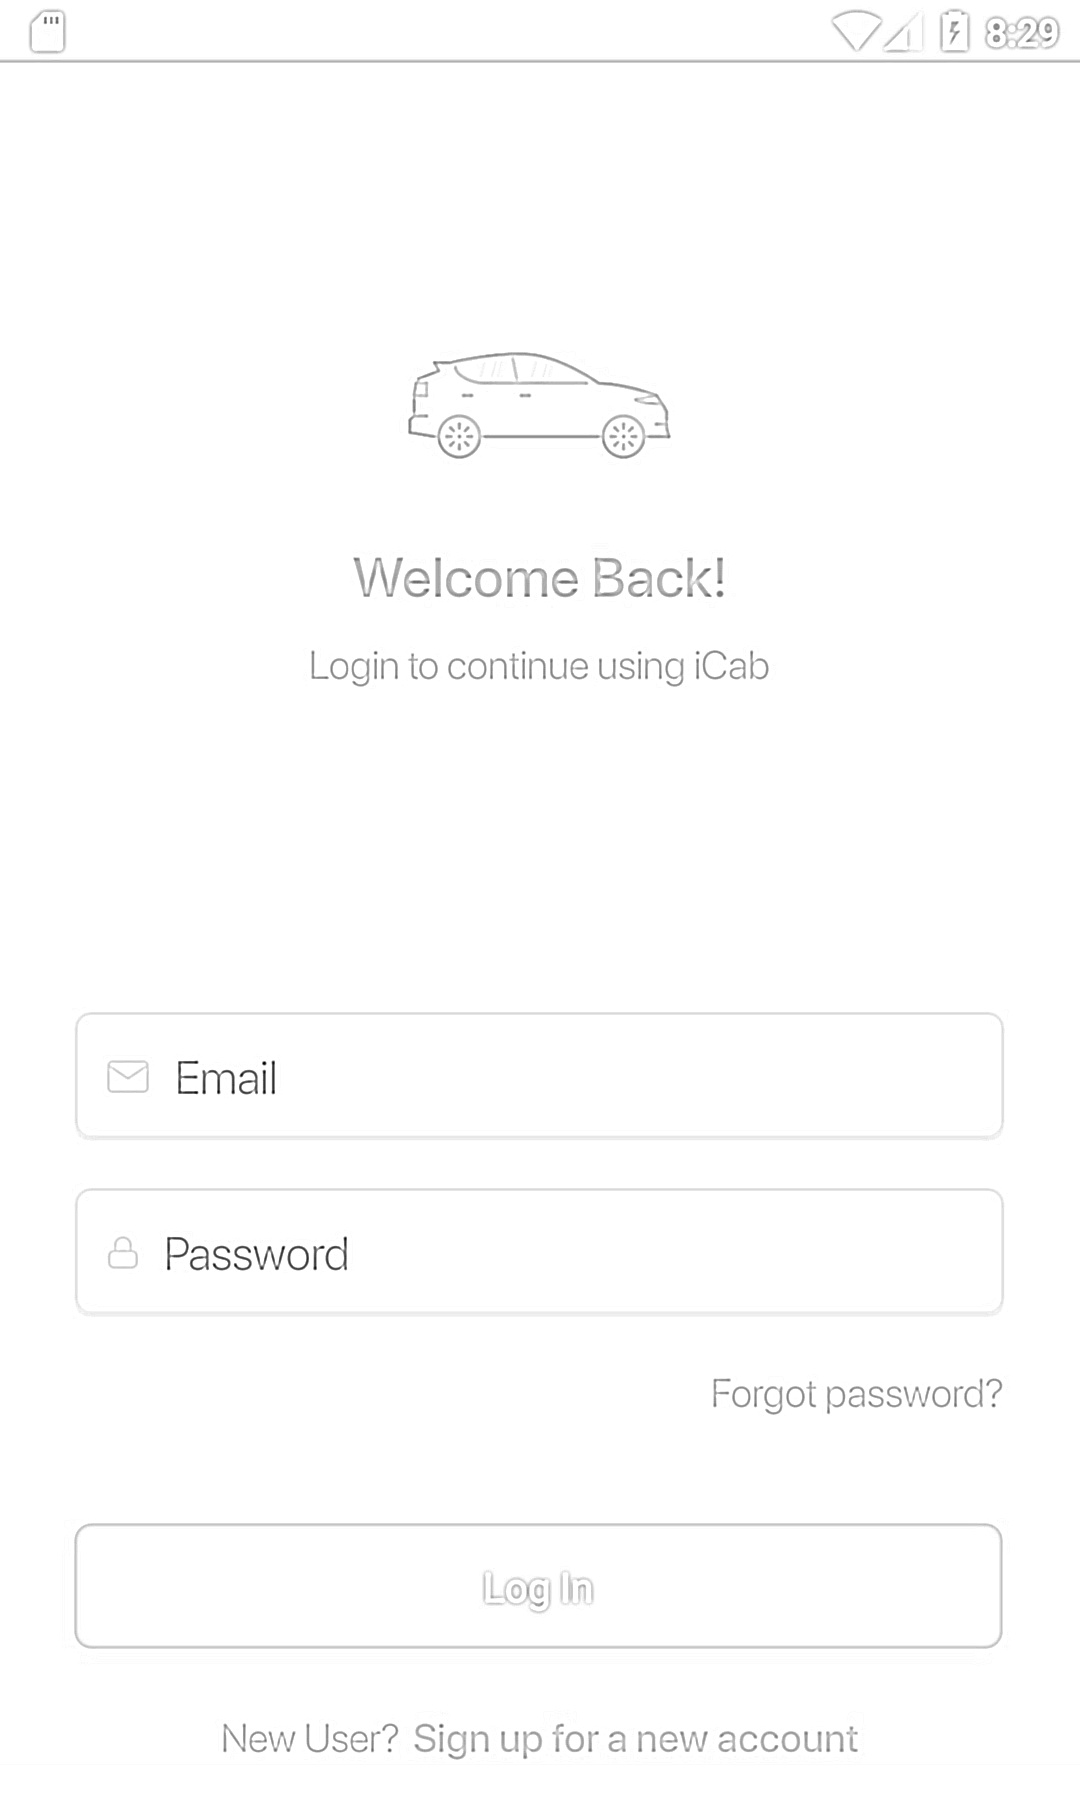 8:29
Welcome Back!
Login to continue using iCab
Email
Password
Forgot password?
Log In
New User? Sign up for a new account